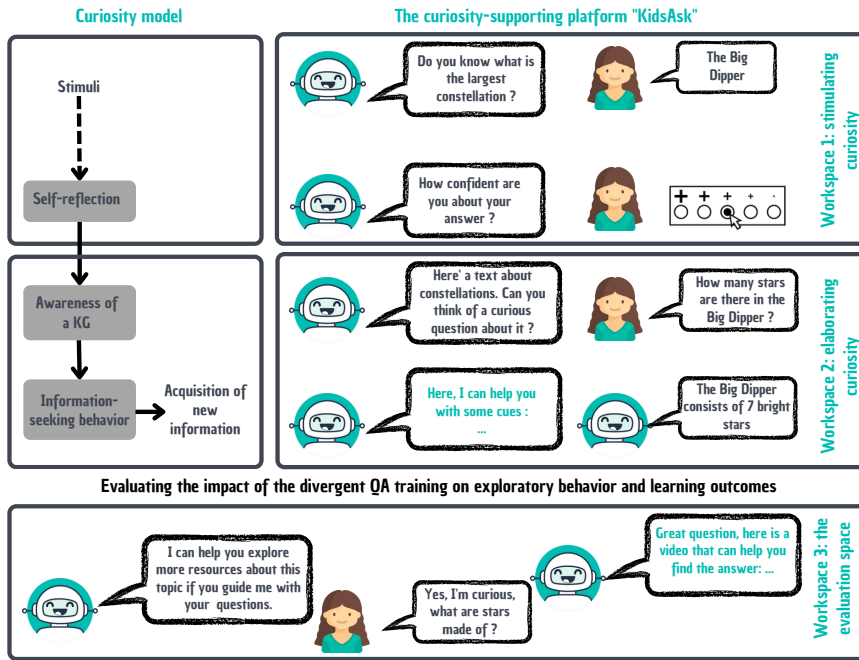 Curiosity model
The curiosity-supporting platform "KidsAsk"
Stimuli
Self-reflection
Do you know what is
the largest
constellation ?
The Big
Dipper
How confident are
you about your
answer ?
+ + + + .
Workspace 1: stimulating
curiosity
Awareness of
a KG
Information-
seeking behavior
Acquisition of
new
information
Here' a text about
constellations. Can you
think of a curious
question about it ?
How many stars
are there in the
Big Dipper ?
Here, I can help you
with some cues :
...
The Big Dipper
consists of 7 bright
stars
Workspace 2: elaborating
curiosity
Evaluating the impact of the divergent QA training on exploratory behavior and learning outcomes
I can help you explore
more resources about this
topic if you guide me with
your questions.
Yes, I'm curious,
what are stars
made of ?
Great question, here is a
video that can help you
find the answer: ...
Workspace 3: the
evaluation space